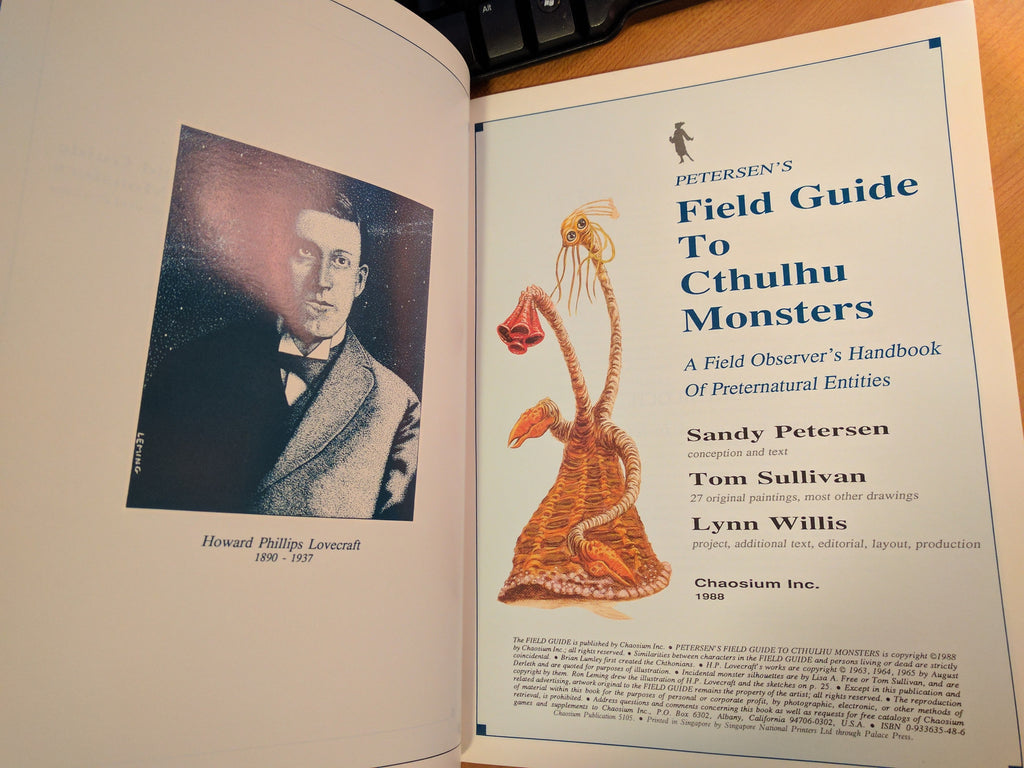 Alt
LEMING
Howard Phillips Lovecraft
1890 - 1937
PETERSEN'S
Field Guide
To
Cthulhu
Monsters
A Field Observer's Handbook
Of Preternatural Entities
Sandy Petersen
conception and text
Tom Sullivan
27 original paintings, most other drawings
Lynn Willis
project, additional text, editorial, layout, production
Chaosium Inc.
1988
The FIELD GUIDE is published by Chaosium Inc. • PETERSEN'S FIELD GUIDE TO CTHULHU MONSTERS is copyright ©1988
by Chaosium Inc.; all rights reserved. • Similarities between characters in the FIELD GUIDE and persons living or dead are strictly
coincidental. • Brian Lumley first created the Chthonians. • H.P. Lovecraft's works are copyright © 1963, 1964, 1965 by August
Derleth and are quoted for purposes of illustration. • Incidental monster silhouettes are by Lisa A. Free or Tom Sullivan, and are
copyright by them. Ron Leming drew the illustration of H.P. Lovecraft and the sketches on p. 25. • Except in this publication and
related advertising, artwork original to the FIELD GUIDE remains the property of the artist; all rights reserved. • The reproduction
of material within this book for the purposes of personal or corporate profit, by photographic, electronic, or other methods of
retrieval, is prohibited. • Address questions and comments concerning this book as well as requests for free catalogs of Chaosium
games and supplements to Chaosium Inc., P.O. Box 6302, Albany, California 94706-0302, U.S.A. • ISBN 0-933635-48-6
Chaosium Publication 5105. • Printed in Singapore by Singapore National Printers Ltd through Palace Press.